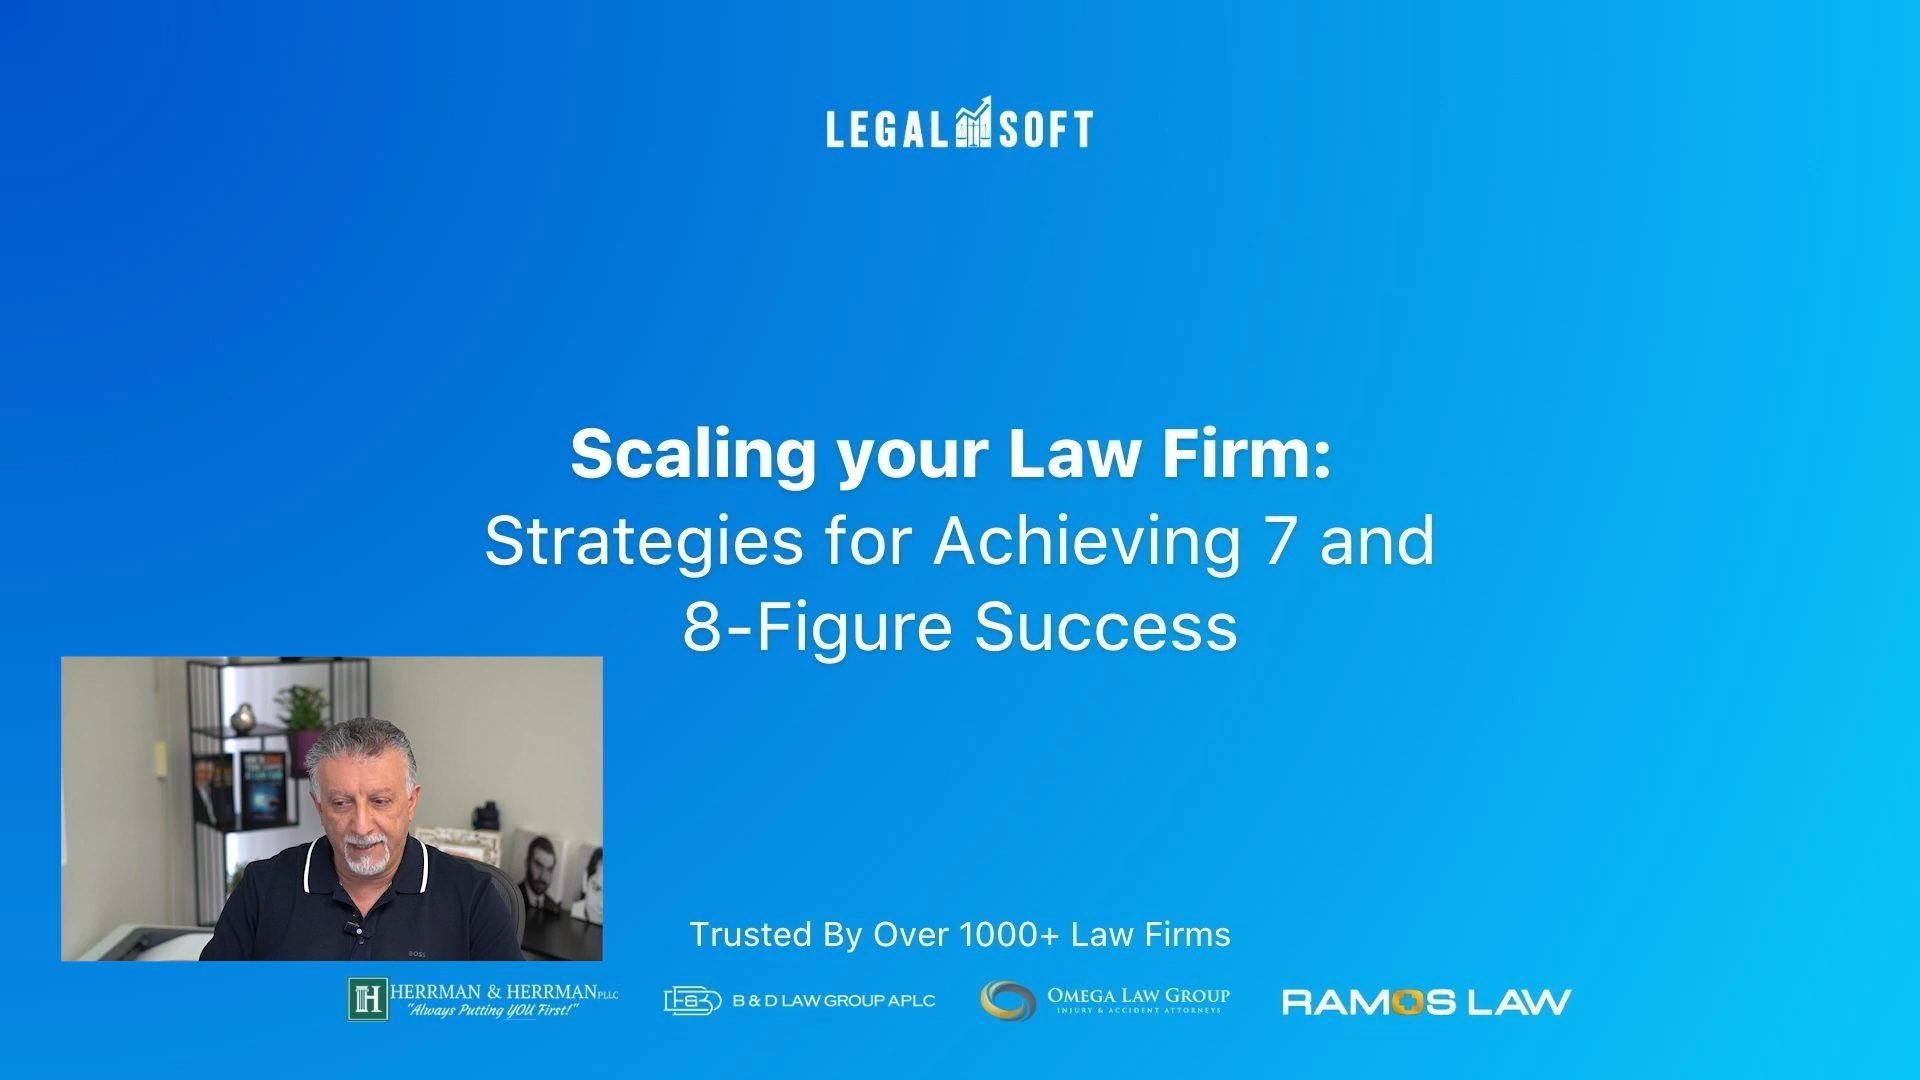 LEGAL SOFT
Scaling your Law Firm:
Strategies for Achieving 7 and
8-Figure Success
BOSS
Trusted By Over 1000+ Law Firms
H HERRMAN & HERRMAN PLLC
"Always Putting YOU First!"
B & D LAW GROUP APLC
OMEGA LAW GROUP
INJURY & ACCIDENT ATTORNEYS
RAMOS LAW